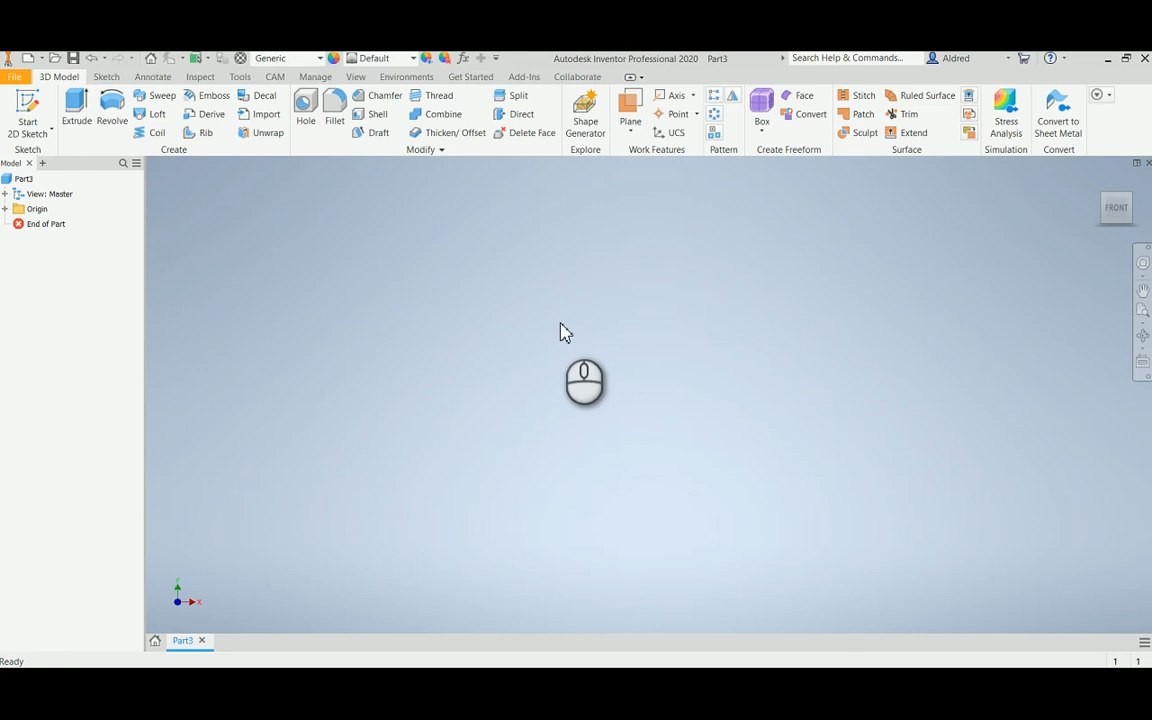 Generic Default Autodesk Inventor Professional 2020 Part3 Search Help & Commands... Aldred
File 3D Model Sketch Annotate Inspect Tools CAM Manage View Environments Get Started Add-Ins Collaborate
Start 2D Sketch
Sketch
Extrude Revolve
Sweep Emboss Decal
Loft Derive Import
Coil Rib Unwrap
Create
Hole Fillet
Chamfer Thread Split
Shell Combine Direct
Draft Thicken/ Offset Delete Face
Modify
Shape Generator
Explore
Plane
Axis
Point
UCS
Work Features
Pattern
Box
Face
Convert
Create Freeform
Stitch Ruled Surface
Patch Trim
Sculpt Extend
Surface
Stress Analysis
Simulation
Convert to Sheet Metal
Convert
Model
Part3
View: Master
Origin
End of Part
FRONT
Y
X
Part3
Ready 1 1